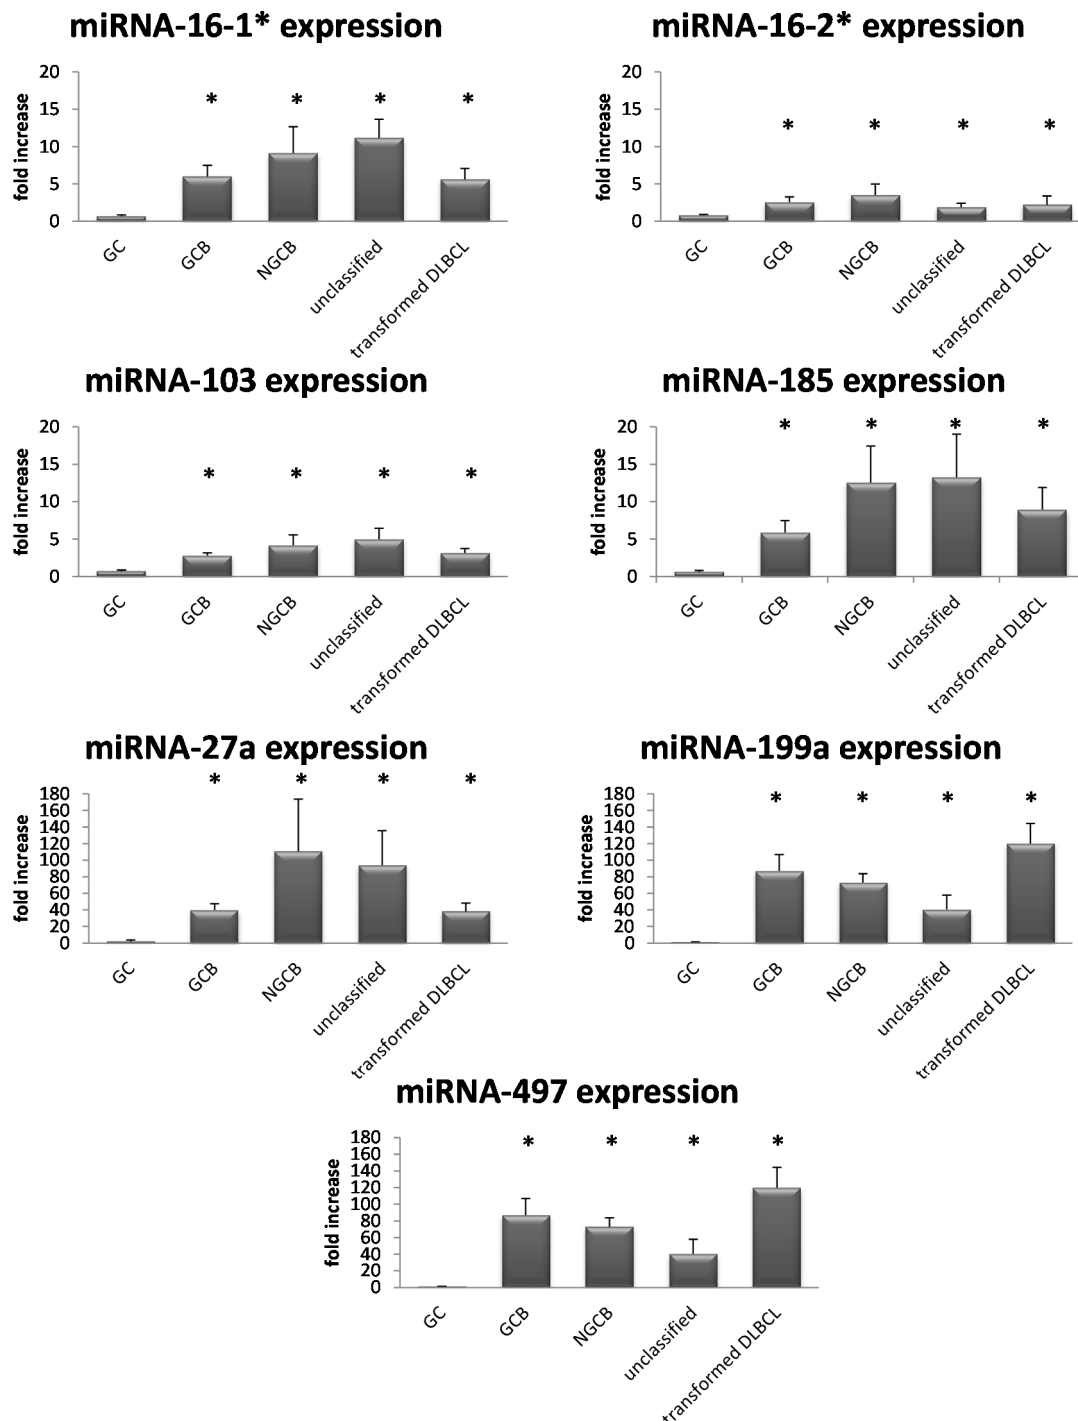 miRNA-16-1* expression
fold increase
20
15
10
5
0
* * * *
GC
GCB
NGCB
unclassified
transformed DLBCL
miRNA-16-2* expression
fold increase
20
15
10
5
0
* * * *
GC
GCB
NGCB
unclassified
transformed DLBCL
miRNA-103 expression
fold increase
20
15
10
5
0
* * * *
GC
GCB
NGCB
unclassified
transformed DLBCL
miRNA-185 expression
fold increase
20
15
10
5
0
* * * *
GC
GCB
NGCB
unclassified
transformed DLBCL
miRNA-27a expression
fold increase
180
160
140
120
100
80
60
40
20
0
* * * *
GC
GCB
NGCB
unclassified
transformed DLBCL
miRNA-199a expression
fold increase
180
160
140
120
100
80
60
40
20
0
* * * *
GC
GCB
NGCB
unclassified
transformed DLBCL
miRNA-497 expression
fold increase
180
160
140
120
100
80
60
40
20
0
* * * *
GC
GCB
NGCB
unclassified
transformed DLBCL